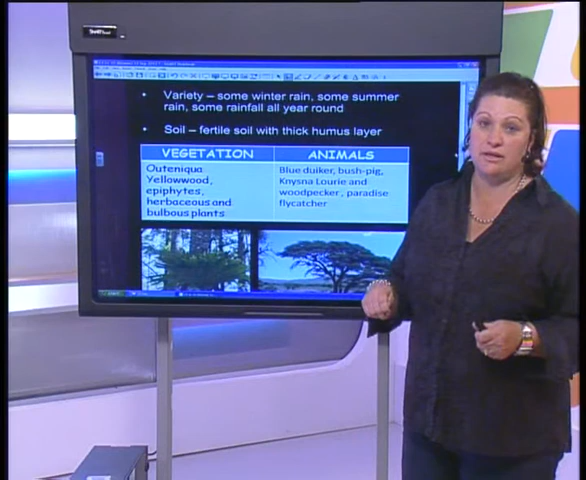 • Variety – some winter rain, some summer
rain, some rainfall all year round
• Soil – fertile soil with thick humus layer
VEGETATION
ANIMALS
Outeniqua
Yellowwood,
epiphytes,
herbaceous and
bulbous plants
Blue duiker, bush-pig,
Knysna Lourie and
woodpecker, paradise
flycatcher